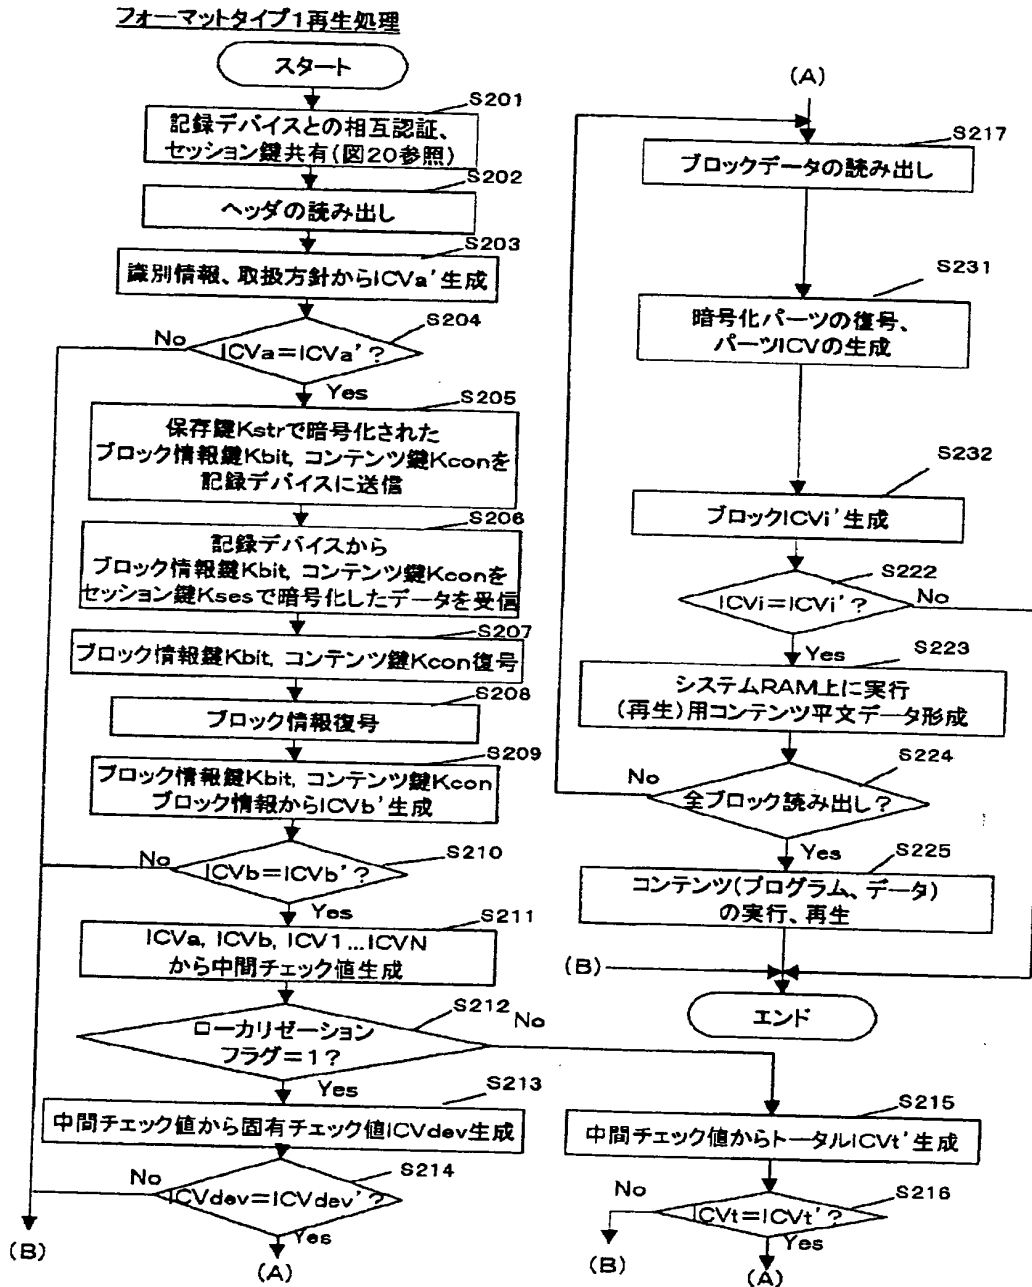 フォーマットタイプ1再生処理
スタート
S201
記録デバイスとの相互認証、
セッション鍵共有(図20参照)
S202
ヘッダの読み出し
S203
識別情報、取扱方針からICVa'生成
S204
ICVa=ICVa'?
No
Yes
S205
保存鍵Kstrで暗号化された
ブロック情報鍵Kbit, コンテンツ鍵Kconを
記録デバイスに送信
S206
記録デバイスから
ブロック情報鍵Kbit, コンテンツ鍵Kconを
セッション鍵Ksesで暗号化したデータを受信
S207
ブロック情報鍵Kbit, コンテンツ鍵Kcon復号
S208
ブロック情報復号
S209
ブロック情報鍵Kbit, コンテンツ鍵Kcon
ブロック情報からICVb'生成
S210
No
ICVb=ICVb'?
Yes
S211
ICVa, ICVb, ICV1...ICVN
から中間チェック値生成
S212
ローカリゼーション
フラグ=1?
No
Yes
S213
中間チェック値から固有チェック値ICVdev生成
S214
No
ICVdev=ICVdev'?
Yes
(B)
(A)
S215
中間チェック値からトータルICVt'生成
S216
No
ICVt=ICVt'?
Yes
(B)
(A)
(A)
S217
ブロックデータの読み出し
S231
暗号化パーツの復号、
パーツICVの生成
S232
ブロックICVi'生成
S222
ICVi=ICVi'?
No
Yes
S223
システムRAM上に実行
(再生)用コンテンツ平文データ形成
S224
No
全ブロック読み出し?
Yes
S225
コンテンツ(プログラム、データ)
の実行、再生
(B)
エンド